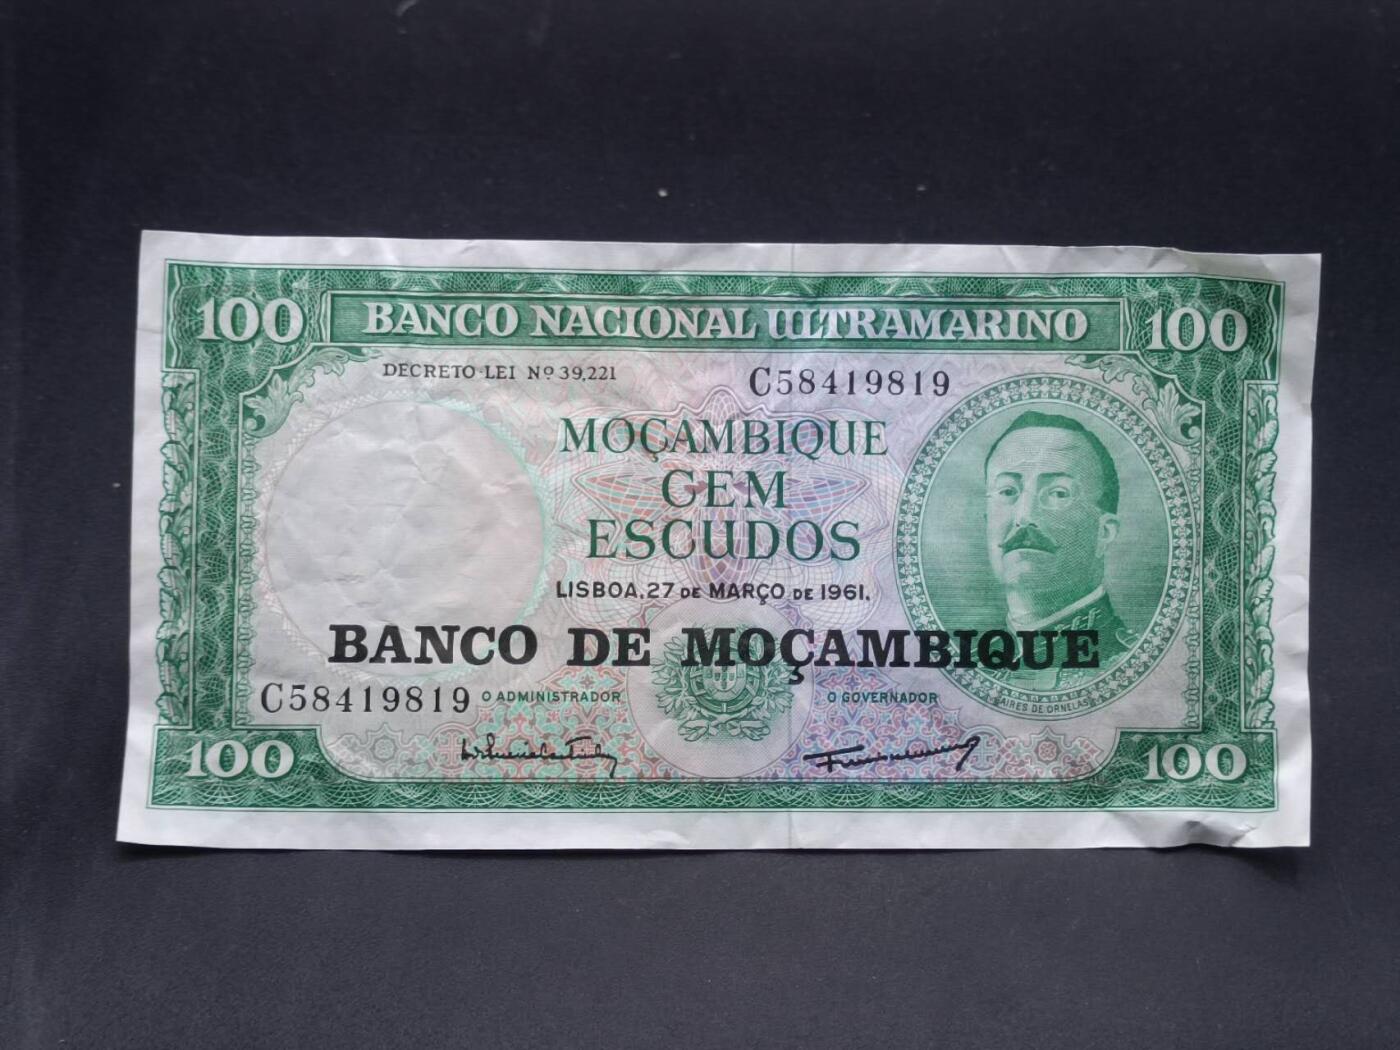 100 BANCO NACIONAL ULTRAMARINO 100
DECRETO-LEI Nº 39,221
C58419819
MOÇAMBIQUE
CEM
ESCUDOS
LISBOA, 27 DE MARÇO DE 1961.
BANCO DE MOÇAMBIQUE
C58419819 O ADMINISTRADOR O GOVERNADOR
AIRES DE ORNELAS
100 100